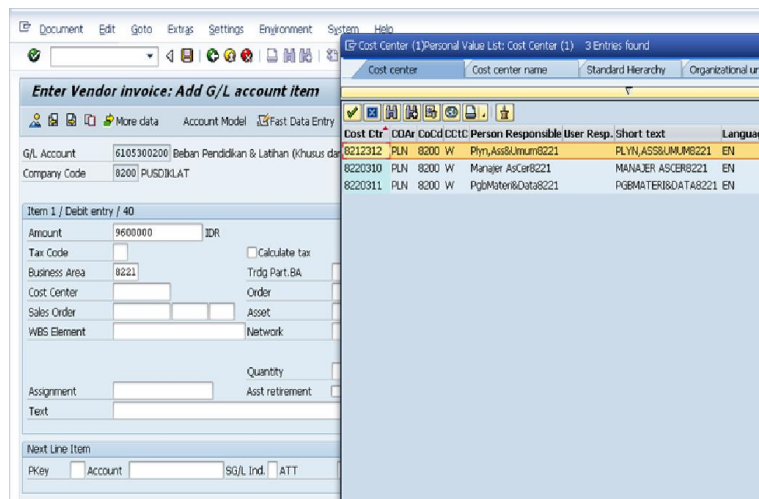 Document Edit Goto Extras Settings Environment System Help
Enter Vendor invoice: Add G/L account item
More data Account Model Fast Data Entry
G/L Account 6105300200 Beban Pendidikan & Latihan (Khusus dar
Company Code 8200 PUSDIKLAT
Item 1 / Debit entry / 40
Amount 9600000 IDR
Tax Code Calculate tax
Business Area 8221 Trdg Part.BA
Cost Center Order
Sales Order Asset
WBS Element Network
Quantity
Assignment Asst retirement
Text
Next Line Item
PKey Account SG/L Ind. ATT
Cost Center (1)Personal Value List: Cost Center (1) 3 Entries found
Cost center Cost center name Standard Hierarchy Organizational un
Cost Ctr COAr CoCd CCtC Person Responsible User Resp. Short text Languag
8212312 PLN 8200 W Plyn,Ass&Umum8221 PLYN,ASS&UMUM8221 EN
8220310 PLN 8200 W Manajer AsCer8221 MANAJER ASCER8221 EN
8220311 PLN 8200 W PgbMateri&Data8221 PGBMATERI&DATA8221 EN